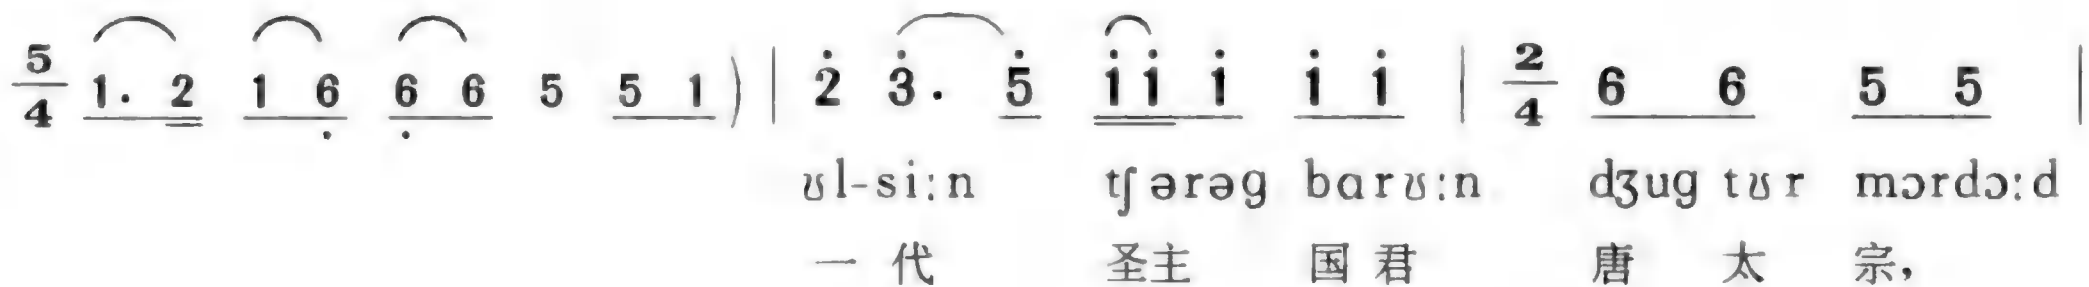 5/4 1. 2 1 6̣ 6̣ 6 5 5 1 ) | 2̇ 3̇. 5̇ 1̇ 1̇ 1̇ 1̇ 1̇ | 2/4 6 6 5 5 |
ʊl-si:n tʃərəg bɑrʊ:n dʒug tʊr mɔrdɔ:d
一代 圣主 国君 唐太宗，